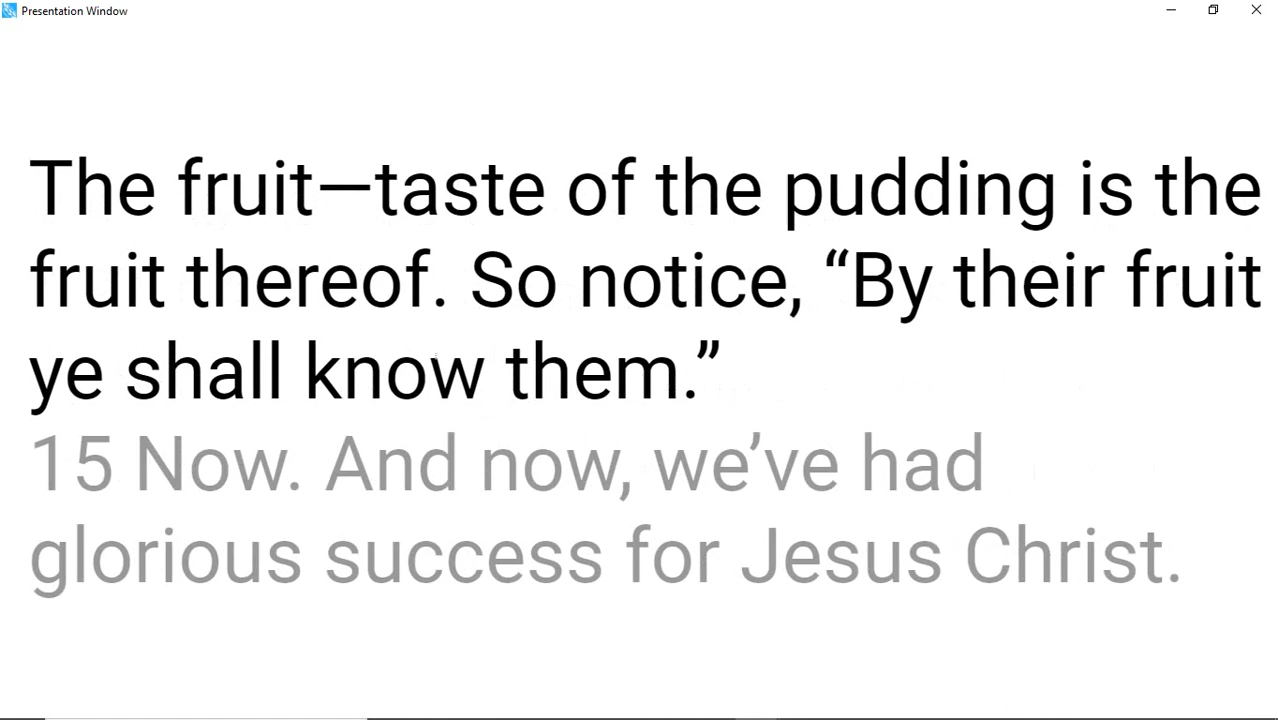 Presentation Window
The fruit—taste of the pudding is the
fruit thereof. So notice, “By their fruit
ye shall know them.”
15 Now. And now, we’ve had
glorious success for Jesus Christ.